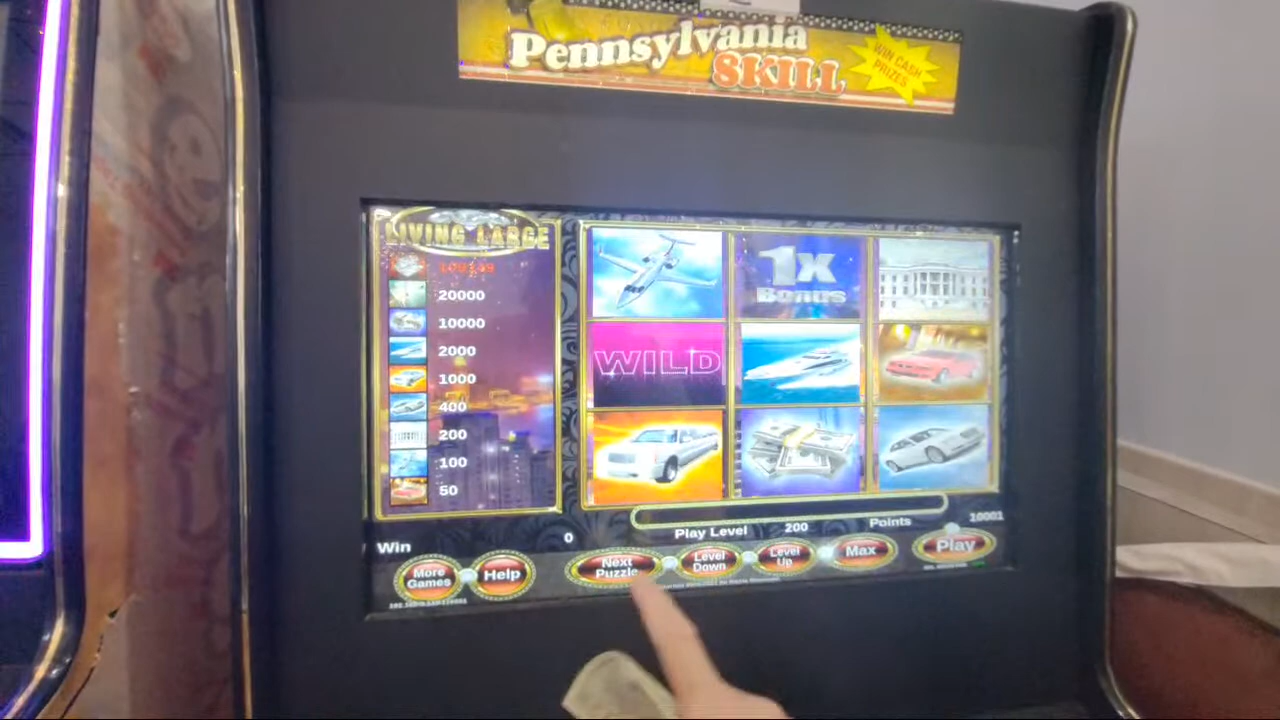 Pennsylvania
SKILL
WIN CASH
PRIZES
LIVING LARGE
20000
10000
2000
1000
400
200
100
50
1x
Bonus
WILD
Win
0
Play Level
200
Points
10001
More
Games
Help
Next
Puzzle
Level
Down
Level
Up
Max
Play